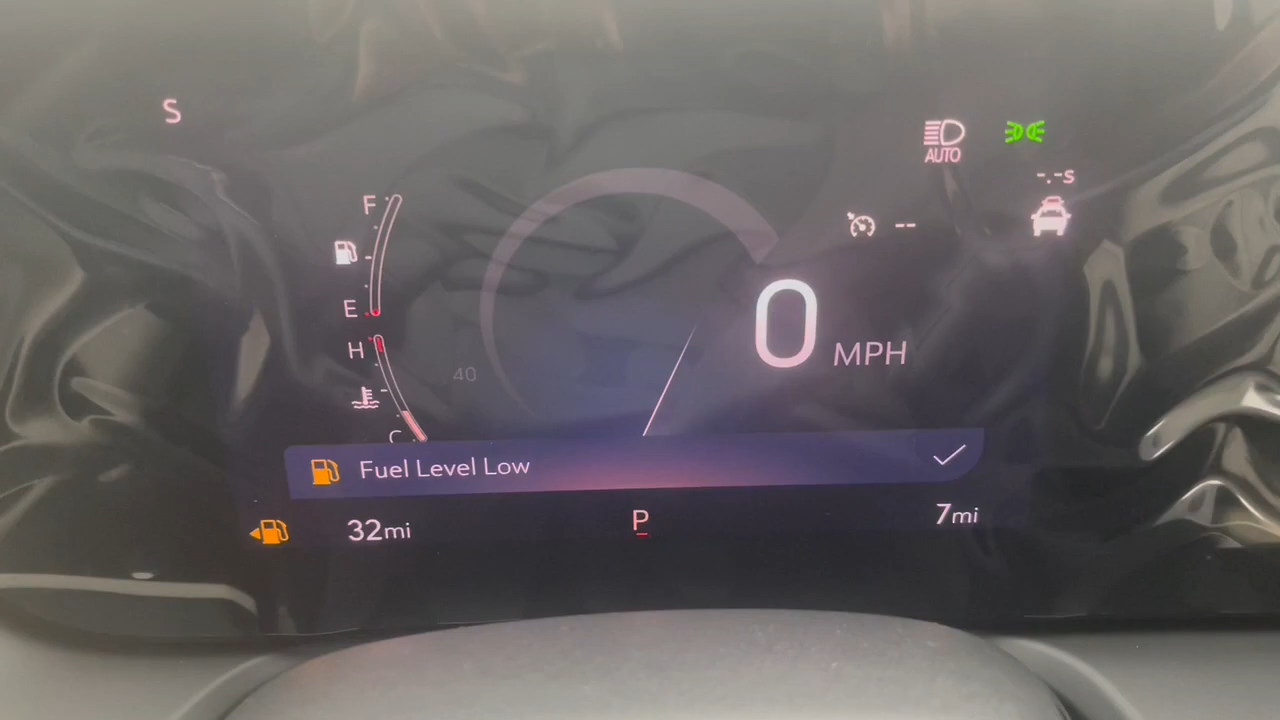 S
AUTO
-.-s
F
--
E
0 MPH
H
40
C
Fuel Level Low
32mi
P
7mi